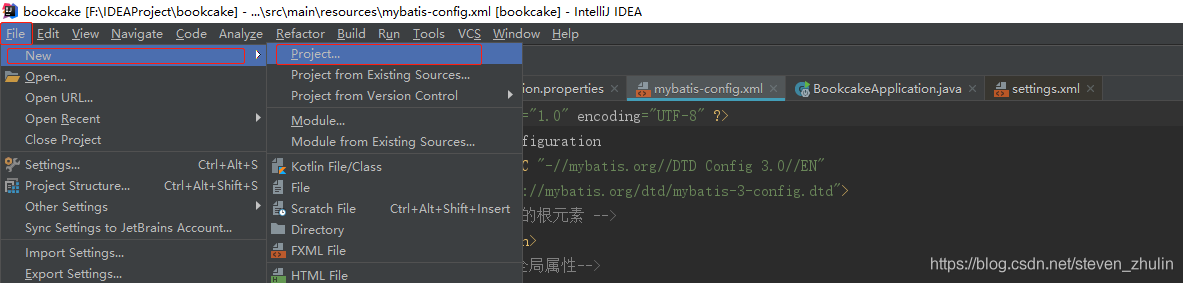 bookcake [F:\IDEAProject\bookcake] - ...\src\main\resources\mybatis-config.xml [bookcake] - IntelliJ IDEA
File Edit View Navigate Code Analyze Refactor Build Run Tools VCS Window Help
New
Open...
Open URL...
Open Recent
Close Project
Settings... Ctrl+Alt+S
Project Structure... Ctrl+Alt+Shift+S
Other Settings
Sync Settings to JetBrains Account...
Import Settings...
Export Settings...
Project...
Project from Existing Sources...
Project from Version Control
Module...
Module from Existing Sources...
Kotlin File/Class
File
Scratch File Ctrl+Alt+Shift+Insert
Directory
FXML File
HTML File
ion.properties mybatis-config.xml BookcakeApplication.java settings.xml
="1.0" encoding="UTF-8" ?>
figuration
C "-//mybatis.org//DTD Config 3.0//EN"
://mybatis.org/dtd/mybatis-3-config.dtd">
的根元素 -->
n>
全局属性-->
https://blog.csdn.net/steven_zhulin